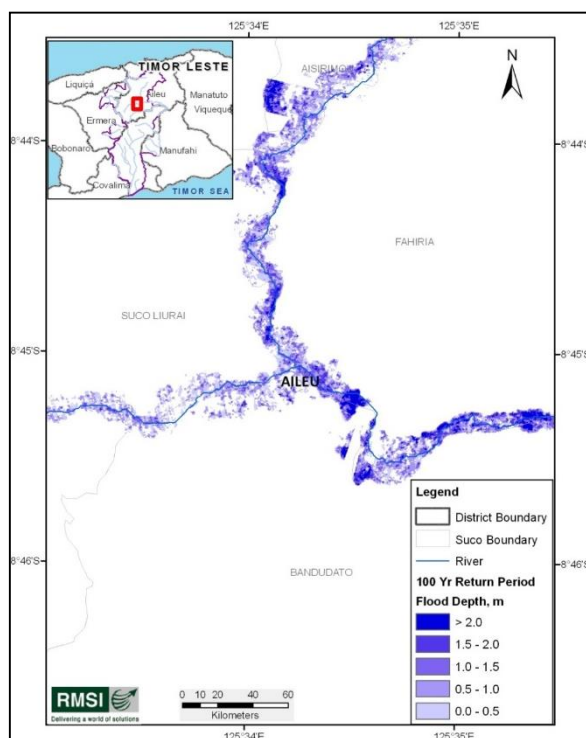 125°34'E 125°35'E
TIMOR LESTE
Liquiçá
Aileu
Manatuto
Viqueque
Ermera
Bobonaro
Manufahi
Covalima
TIMOR SEA
AISIRIMOU
N
8°44'S 8°44'S
FAHIRIA
SUCO LIURAI
8°45'S 8°45'S
AILEU
8°46'S 8°46'S
BANDUDATO
Legend
District Boundary
Suco Boundary
River
100 Yr Return Period
Flood Depth, m
> 2.0
1.5 - 2.0
1.0 - 1.5
0.5 - 1.0
0.0 - 0.5
RMSI
Delivering a world of solutions
0 10 20 40 60
Kilometers
125°34'E 125°35'E